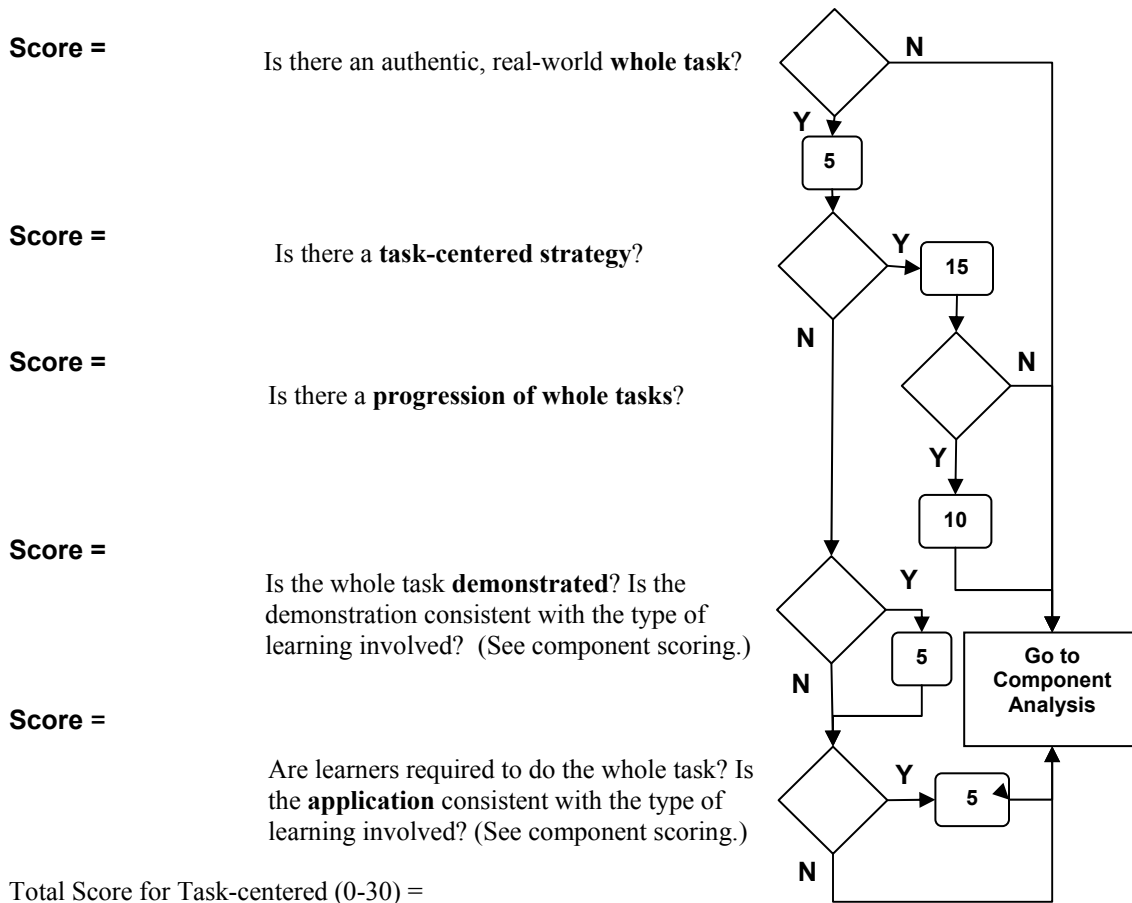 Score =
Is there an authentic, real-world whole task?
N
Y
5
Score =
Is there a task-centered strategy?
Y
15
N
Score =
Is there a progression of whole tasks?
N
Y
10
Score =
Is the whole task demonstrated? Is the
demonstration consistent with the type of
learning involved? (See component scoring.)
Y
5
N
Go to
Component
Analysis
Score =
Are learners required to do the whole task? Is
the application consistent with the type of
learning involved? (See component scoring.)
Y
5
N
Total Score for Task-centered (0-30) =